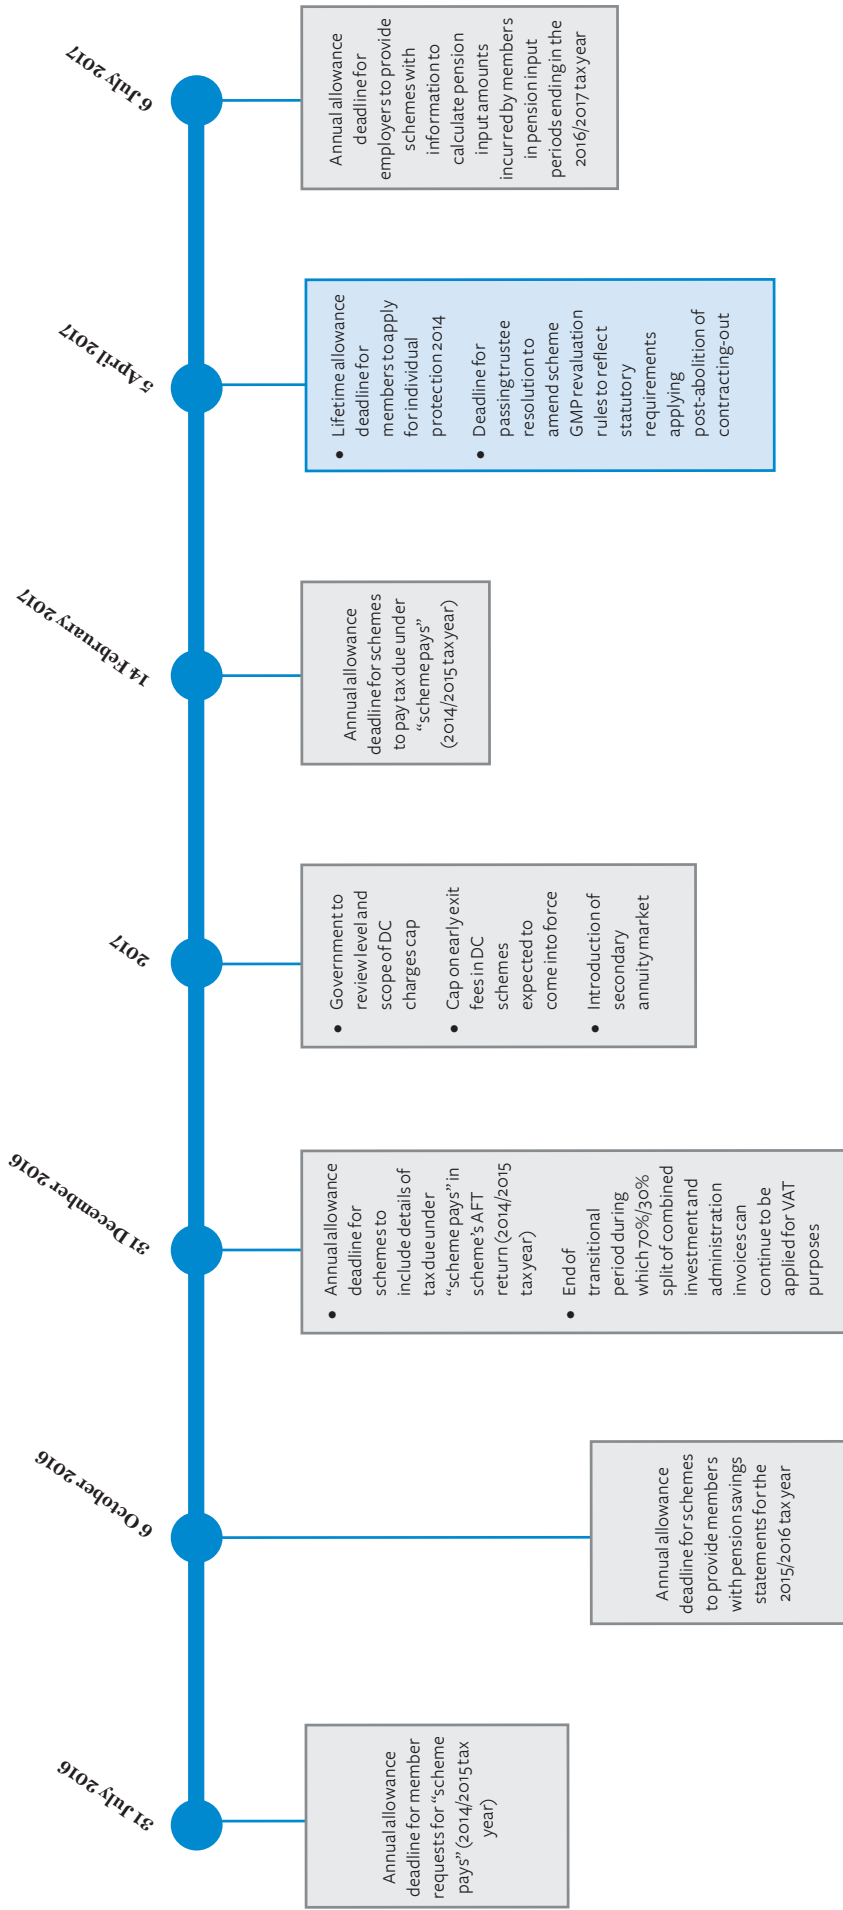 31 July 2016
Annual allowance
deadline for member
requests for “scheme
pays” (2014/2015 tax
year)
6 October 2016
Annual allowance
deadline for schemes
to provide members
with pension savings
statements for the
2015/2016 tax year
31 December 2016
• Annual allowance
deadline for
schemes to
include details of
tax due under
“scheme pays” in
scheme’s AFT
return (2014/2015
tax year)
• End of
transitional
period during
which 70%/30%
split of combined
investment and
administration
invoices can
continue to be
applied for VAT
purposes
2017
• Government to
review level and
scope of DC
charges cap
• Cap on early exit
fees in DC
schemes
expected to
come into force
• Introduction of
secondary
annuity market
14 February 2017
Annual allowance
deadline for schemes
to pay tax due under
“scheme pays”
(2014/2015 tax year)
5 April 2017
• Lifetime allowance
deadline for
members to apply
for individual
protection 2014
• Deadline for
passing trustee
resolution to
amend scheme
GMP revaluation
rules to reflect
statutory
requirements
applying
post-abolition of
contracting-out
6 July 2017
Annual allowance
deadline for
employers to provide
schemes with
information to
calculate pension
input amounts
incurred by members
in pension input
periods ending in the
2016/2017 tax year